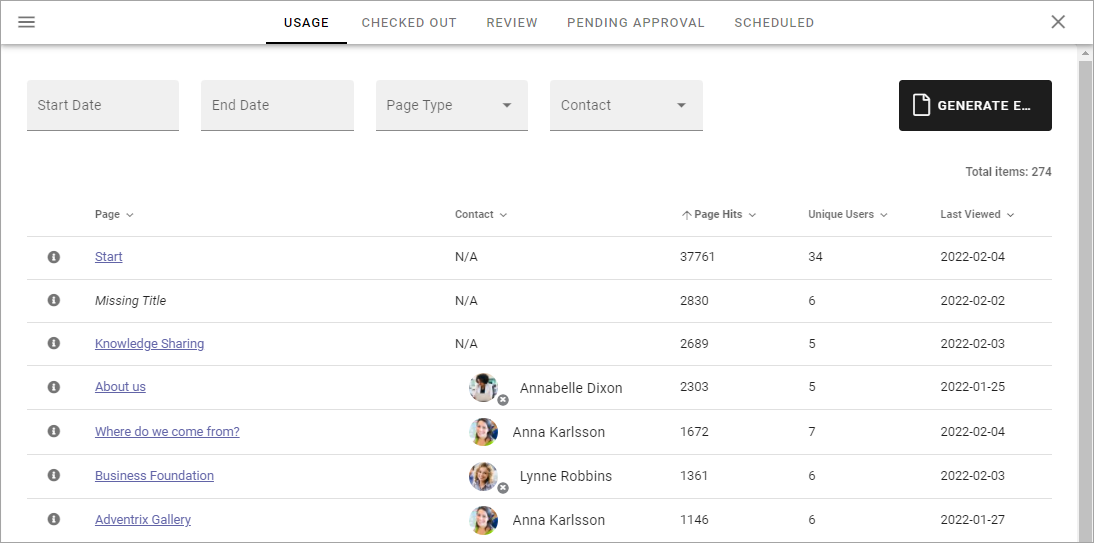 USAGE CHECKED OUT REVIEW PENDING APPROVAL SCHEDULED
Start Date End Date Page Type Contact GENERATE E...
Total items: 274
Page Contact Page Hits Unique Users Last Viewed
Start N/A 37761 34 2022-02-04
Missing Title N/A 2830 6 2022-02-02
Knowledge Sharing N/A 2689 5 2022-02-03
About us Annabelle Dixon 2303 5 2022-01-25
Where do we come from? Anna Karlsson 1672 7 2022-02-04
Business Foundation Lynne Robbins 1361 6 2022-02-03
Adventrix Gallery Anna Karlsson 1146 6 2022-01-27